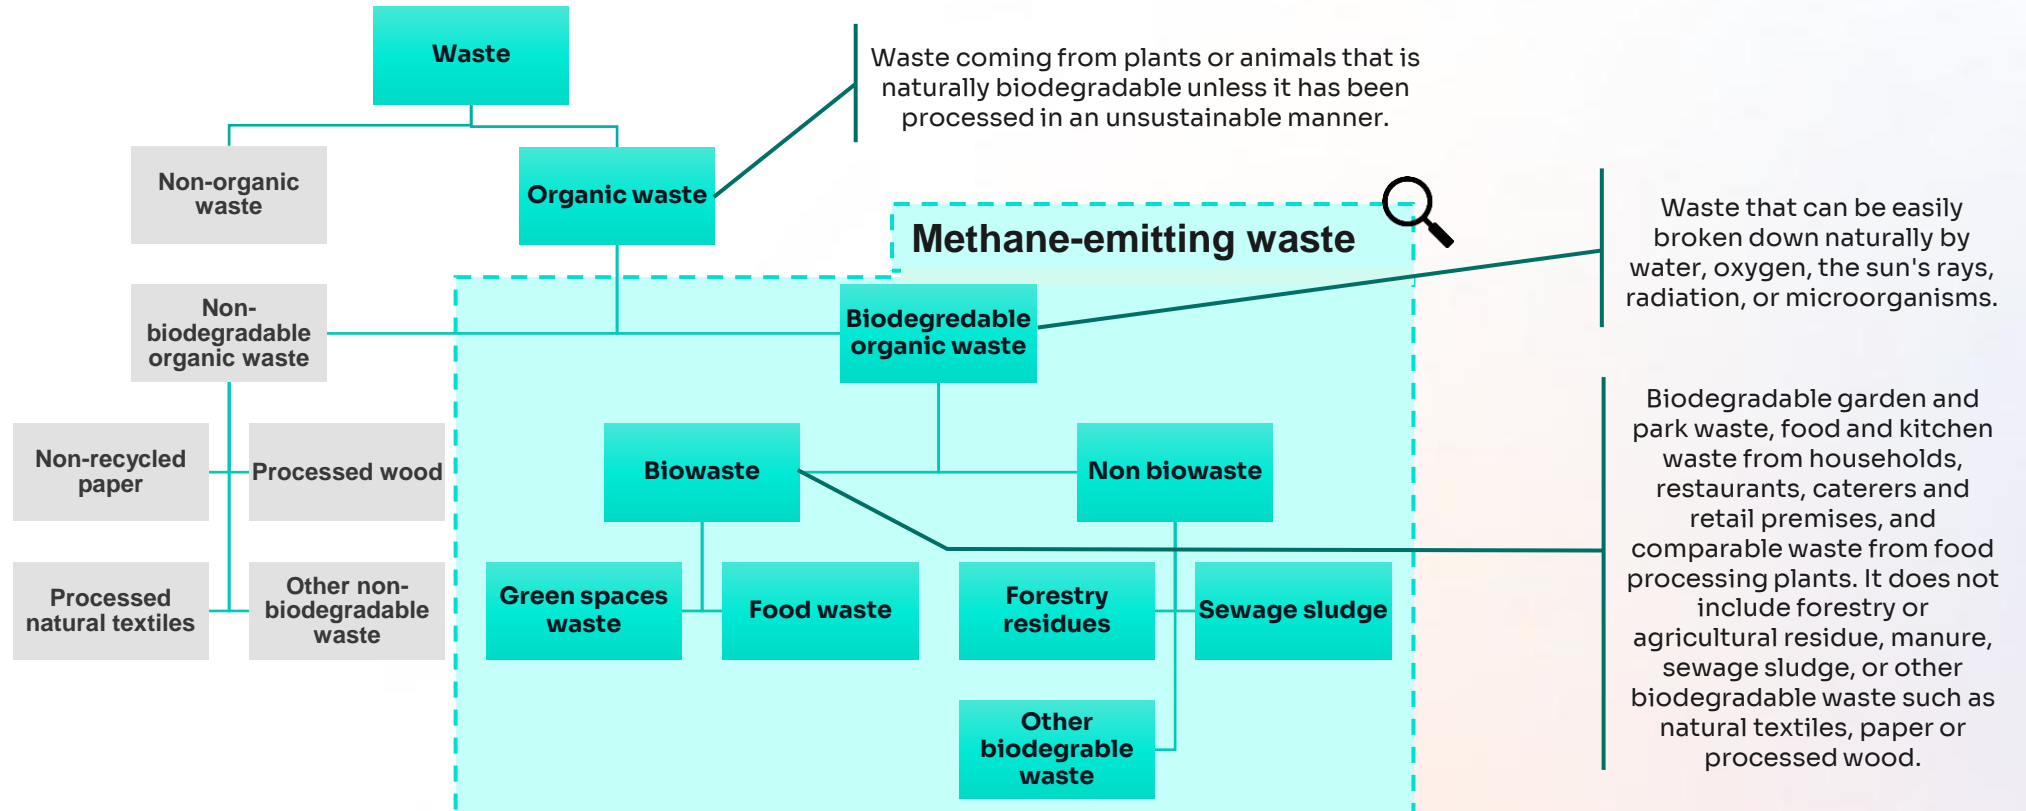 Waste
Waste coming from plants or animals that is
naturally biodegradable unless it has been
processed in an unsustainable manner.
Non-organic
waste
Organic waste
Methane-emitting waste
Waste that can be easily
broken down naturally by
water, oxygen, the sun's rays,
radiation, or microorganisms.
Non-
biodegradable
organic waste
Biodegredable
organic waste
Non-recycled
paper
Processed wood
Biowaste
Non biowaste
Biodegradable garden and
park waste, food and kitchen
waste from households,
restaurants, caterers and
retail premises, and
comparable waste from food
processing plants. It does not
include forestry or
agricultural residue, manure,
sewage sludge, or other
biodegradable waste such as
natural textiles, paper or
processed wood.
Processed
natural textiles
Other non-
biodegradable
waste
Green spaces
waste
Food waste
Forestry
residues
Sewage sludge
Other
biodegrable
waste